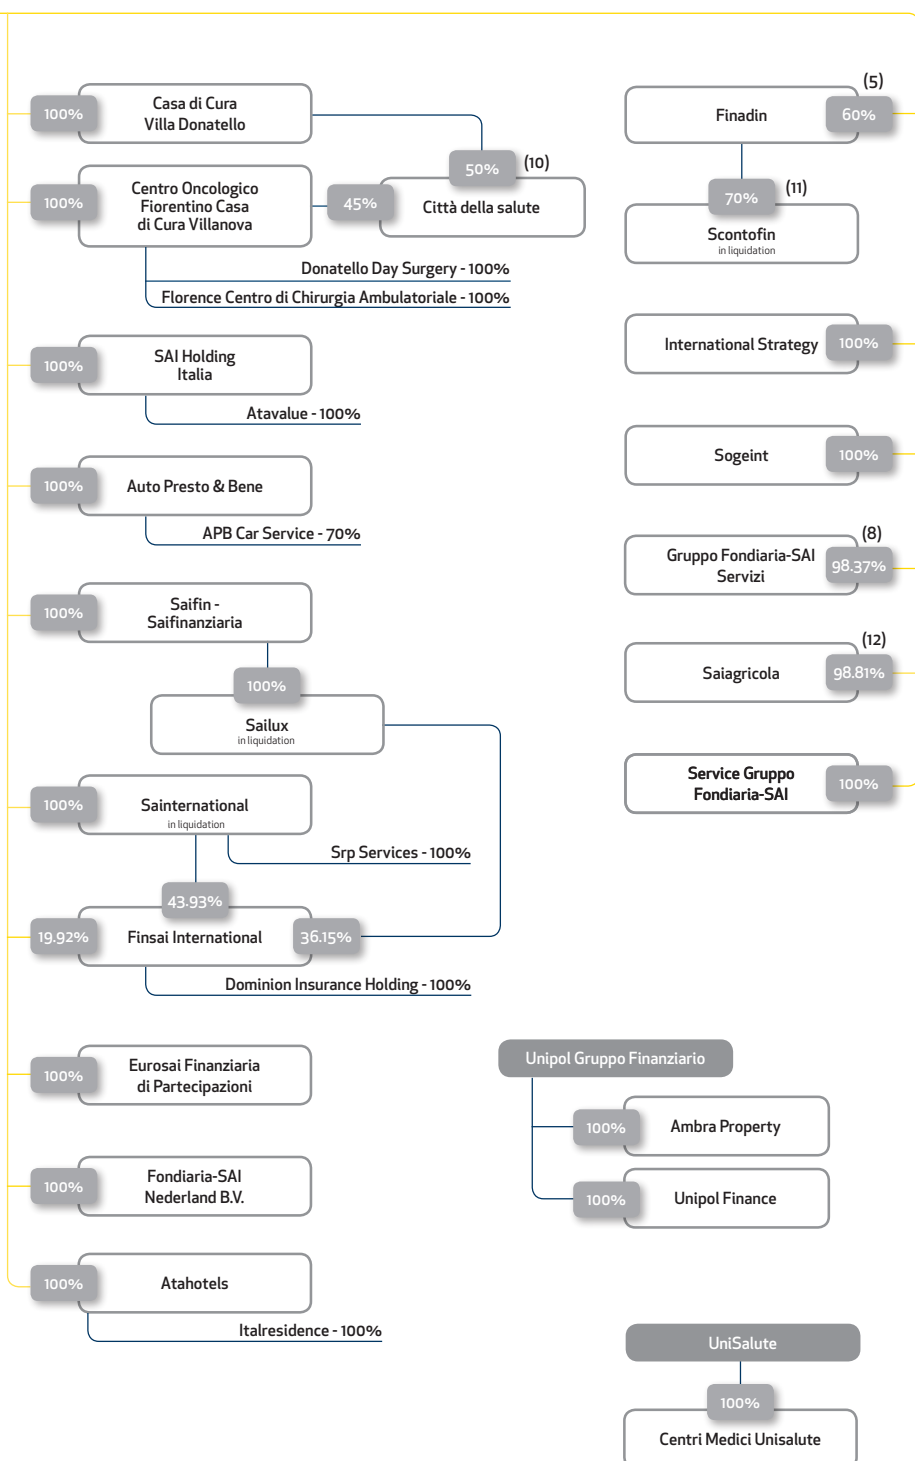 100%
Casa di Cura
Villa Donatello
50%
(10)
100%
Centro Oncologico
Fiorentino Casa
di Cura Villanova
45%
Città della salute
Donatello Day Surgery - 100%
Florence Centro di Chirurgia Ambulatoriale - 100%
100%
SAI Holding
Italia
Atavalue - 100%
100%
Auto Presto & Bene
APB Car Service - 70%
100%
Saifin -
Saifinanziaria
100%
Sailux
in liquidation
100%
Sainternational
in liquidation
Srp Services - 100%
43.93%
19.92%
Finsai International
36.15%
Dominion Insurance Holding - 100%
100%
Eurosai Finanziaria
di Partecipazioni
100%
Fondiaria-SAI
Nederland B.V.
100%
Atahotels
Italresidence - 100%
(5)
Finadin
60%
70%
(11)
Scontofin
in liquidation
International Strategy
100%
Sogeint
100%
(8)
Gruppo Fondiaria-SAI
Servizi
98.37%
(12)
Saiagricola
98.81%
Service Gruppo
Fondiaria-SAI
100%
Unipol Gruppo Finanziario
100%
Ambra Property
100%
Unipol Finance
UniSalute
100%
Centri Medici Unisalute